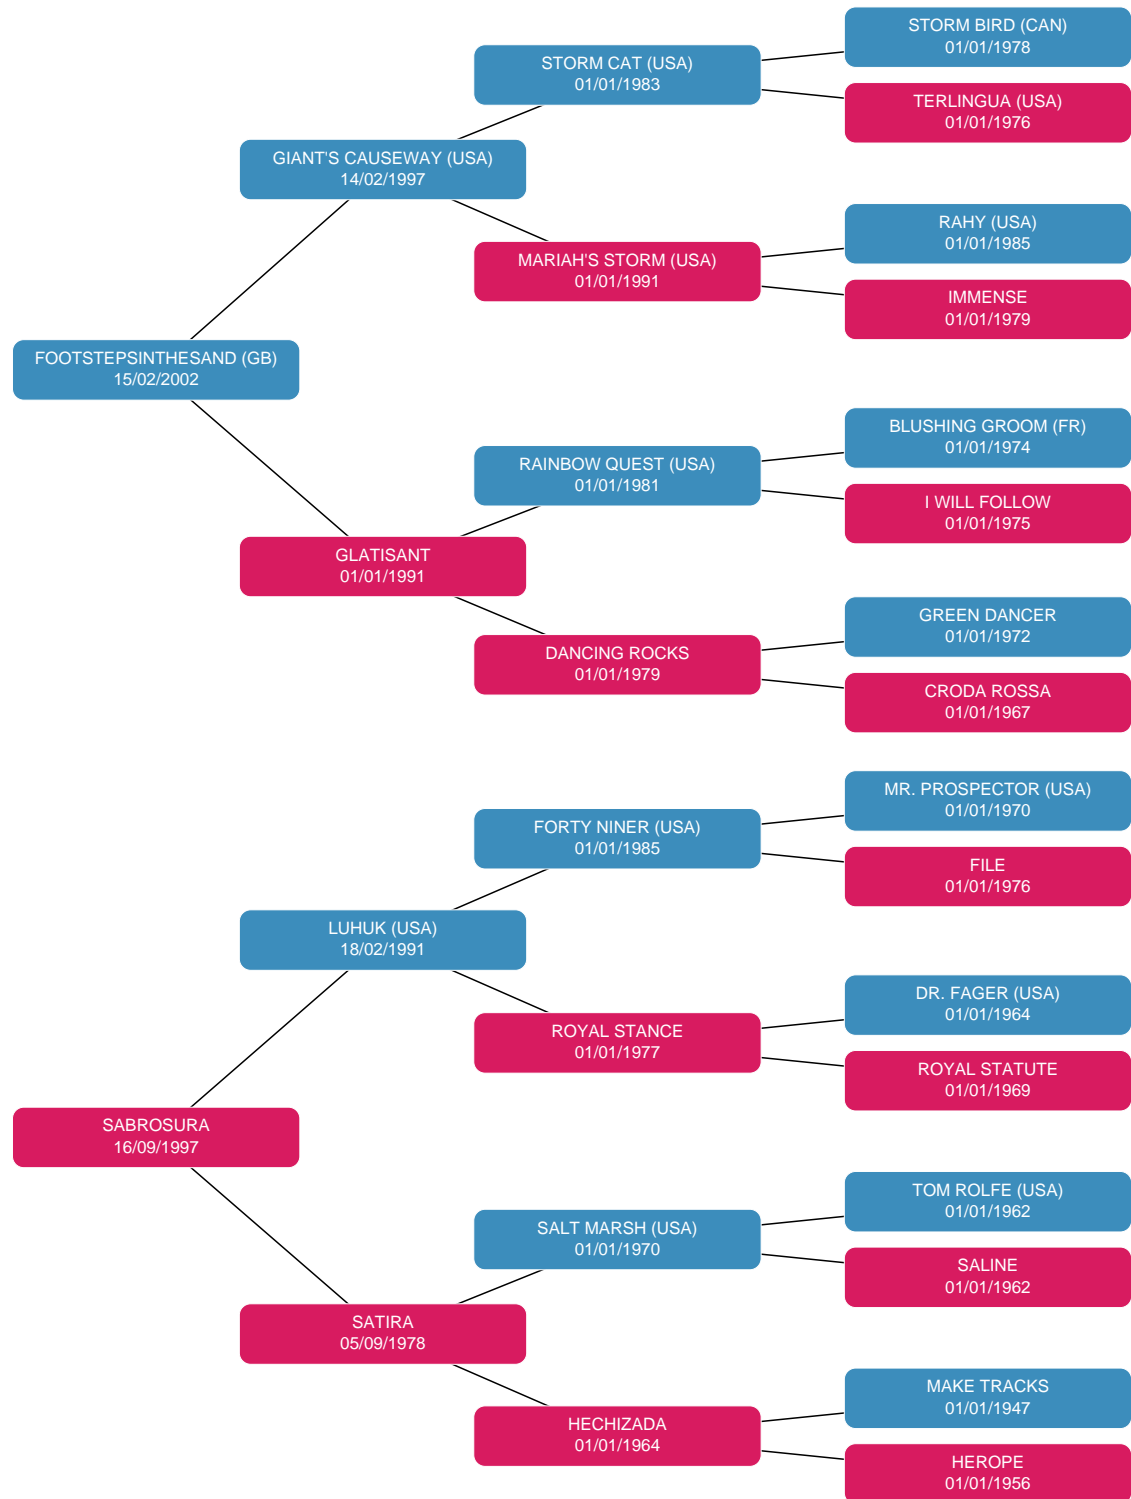 STORM BIRD (CAN)
01/01/1978
STORM CAT (USA)
01/01/1983
TERLINGUA (USA)
01/01/1976
GIANT'S CAUSEWAY (USA)
14/02/1997
RAHY (USA)
01/01/1985
MARIAH'S STORM (USA)
01/01/1991
IMMENSE
01/01/1979
FOOTSTEPSINTHESAND (GB)
15/02/2002
BLUSHING GROOM (FR)
01/01/1974
RAINBOW QUEST (USA)
01/01/1981
I WILL FOLLOW
01/01/1975
GLATISANT
01/01/1991
GREEN DANCER
01/01/1972
DANCING ROCKS
01/01/1979
CRODA ROSSA
01/01/1967
MR. PROSPECTOR (USA)
01/01/1970
FORTY NINER (USA)
01/01/1985
FILE
01/01/1976
LUHUK (USA)
18/02/1991
DR. FAGER (USA)
01/01/1964
ROYAL STANCE
01/01/1977
ROYAL STATUTE
01/01/1969
SABROSURA
16/09/1997
TOM ROLFE (USA)
01/01/1962
SALT MARSH (USA)
01/01/1970
SALINE
01/01/1962
SATIRA
05/09/1978
MAKE TRACKS
01/01/1947
HECHIZADA
01/01/1964
HEROPE
01/01/1956